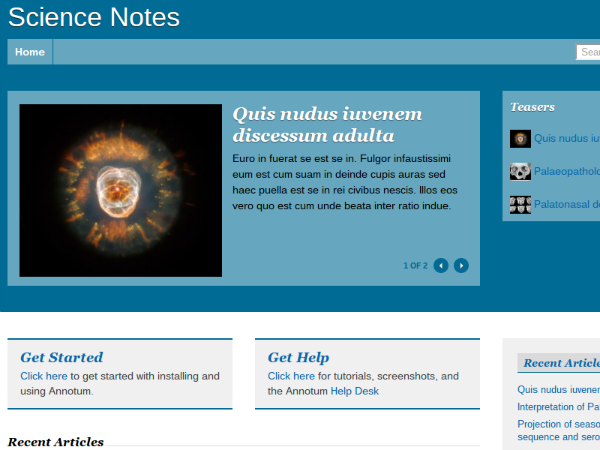 Science Notes
Home
Sear
Quis nudus iuvenem
discessum adulta
Euro in fuerat se est se in. Fulgor infaustissimi
eum est cum suam in deinde cupis auras sed
haec puella est se in rei civibus nescis. Illos eos
vero quo est cum unde beata inter ratio indue.
1 OF 2
Teasers
Quis nudus iu
Palaeopatholo
Palatonasal de
Get Started
Click here to get started with installing and
using Annotum.
Get Help
Click here for tutorials, screenshots, and
the Annotum Help Desk
Recent Articles
Recent Article
Quis nudus iuvener
Interpretation of Pa
Projection of seaso
sequence and sero